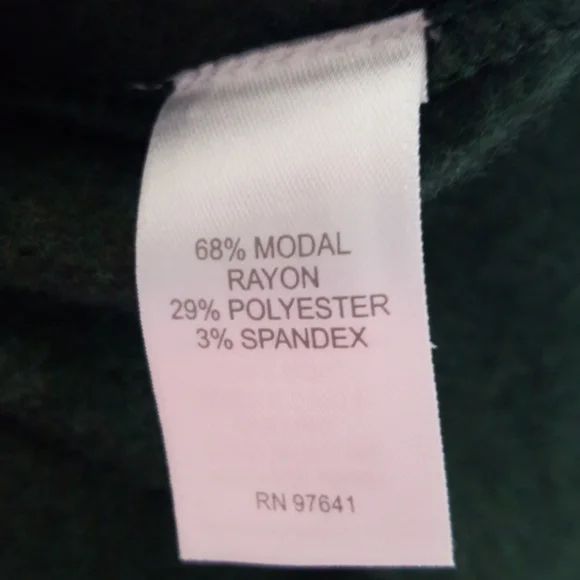 68% MODAL
RAYON
29% POLYESTER
3% SPANDEX
RN 97641